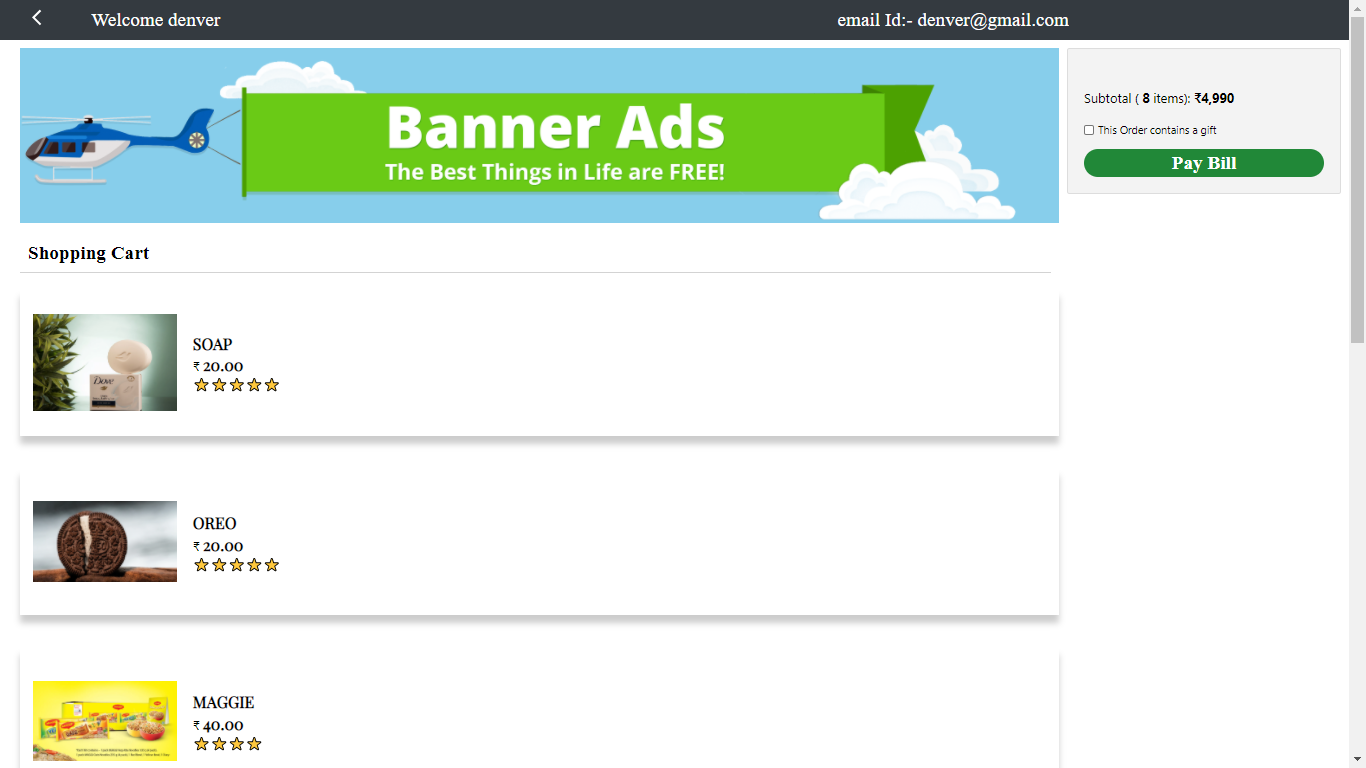 Welcome denver
email Id:- denver@gmail.com
Banner Ads
The Best Things in Life are FREE!
Subtotal ( 8 items): ₹4,990
This Order contains a gift
Pay Bill
Shopping Cart
Dove
SOAP
₹ 20.00
OREO
₹ 20.00
MAGGIE
₹ 40.00